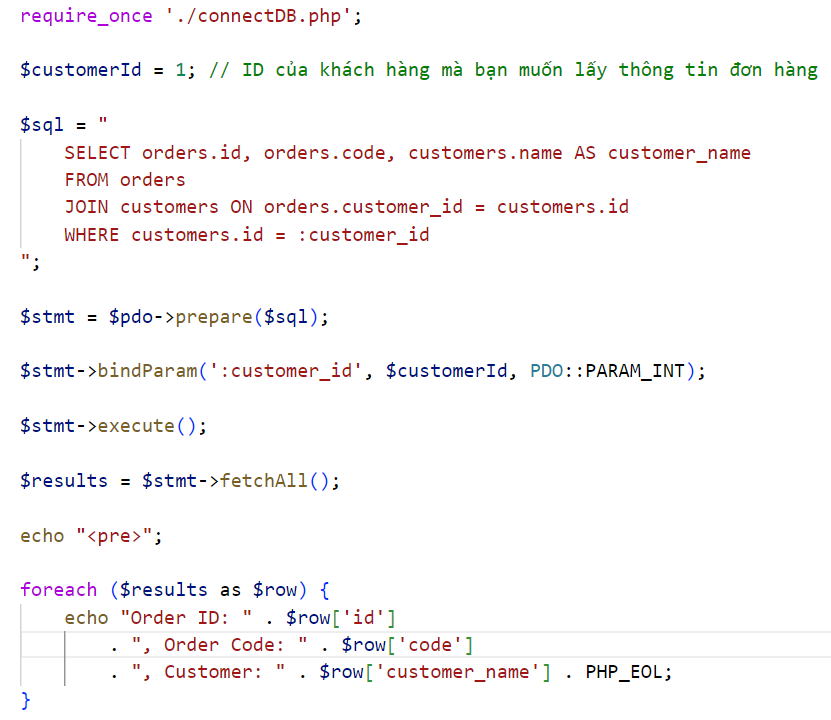 require_once './connectDB.php';
$customerId = 1; // ID của khách hàng mà bạn muốn lấy thông tin đơn hàng
$sql = "
SELECT orders.id, orders.code, customers.name AS customer_name
FROM orders
JOIN customers ON orders.customer_id = customers.id
WHERE customers.id = :customer_id
";
$stmt = $pdo->prepare($sql);
$stmt->bindParam(':customer_id', $customerId, PDO::PARAM_INT);
$stmt->execute();
$results = $stmt->fetchAll();
echo "<pre>";
foreach ($results as $row) {
echo "Order ID: " . $row['id']
. ", Order Code: " . $row['code']
. ", Customer: " . $row['customer_name'] . PHP_EOL;
}